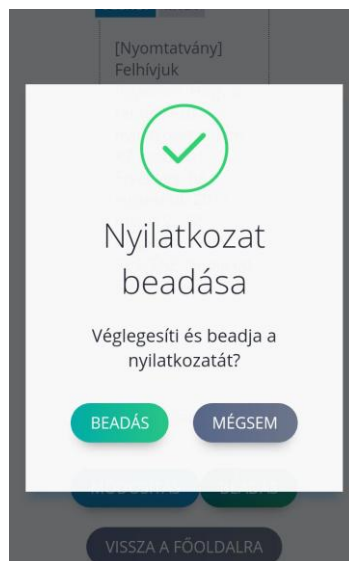 [Nyomtatvány]
Felhívjuk
Nyilatkozat
beadása
Véglegesíti és beadja a
nyilatkozatát?
BEADÁS MÉGSEM
VISSZA A FŐOLDALRA